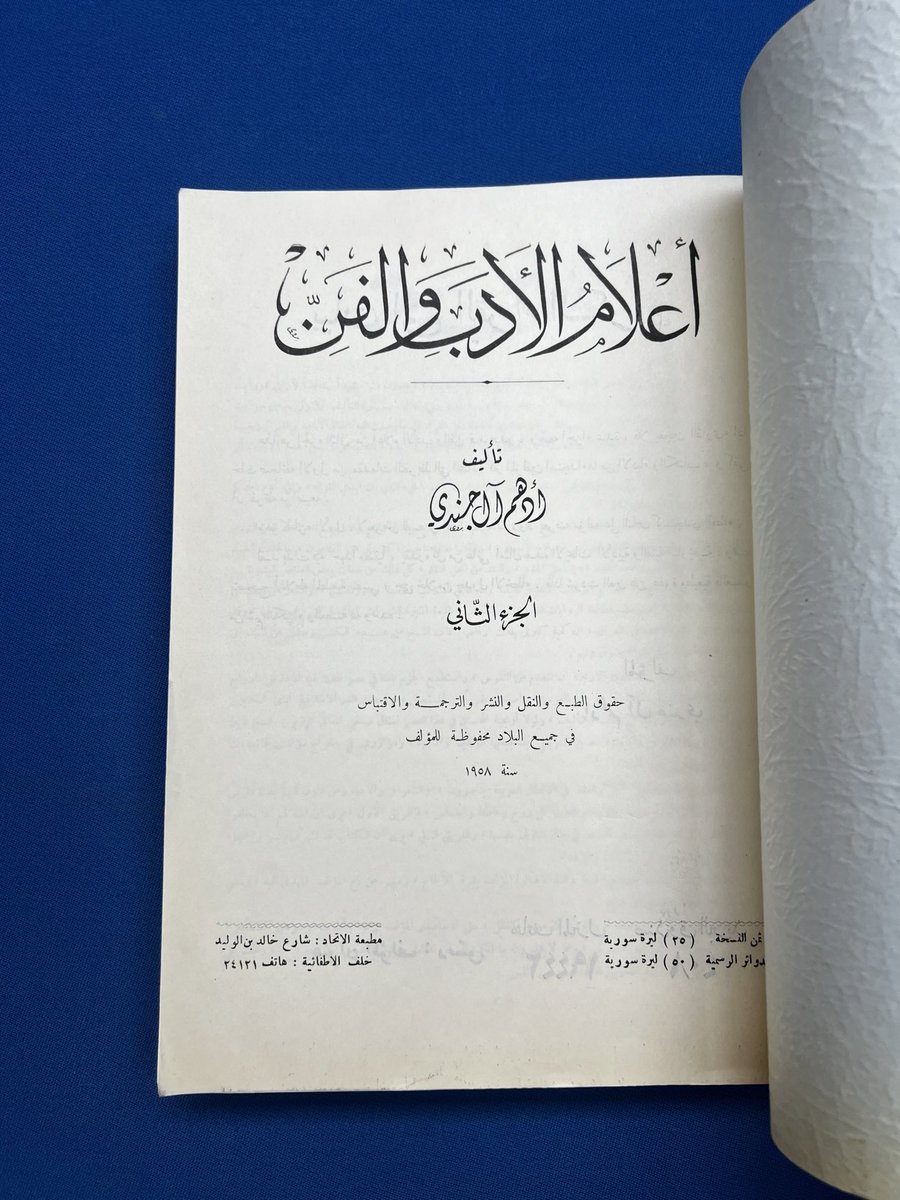 أعلام الأدب والفن
تأليف
أدهم آل جندي
الجزء الثاني
حقوق الطبع والنقل والنشر والترجمة والاقتباس
في جميع البلاد محفوظة للمؤلف
سنة ١٩٥٨
ثمن النسخة (٢٥) ليرة سورية
للدوائر الرسمية (٥٠) ليرة سورية
مطبعة الاتحاد : شارع خالد بن الوليد
خلف الاطفائية : هاتف ٢٤١٢١